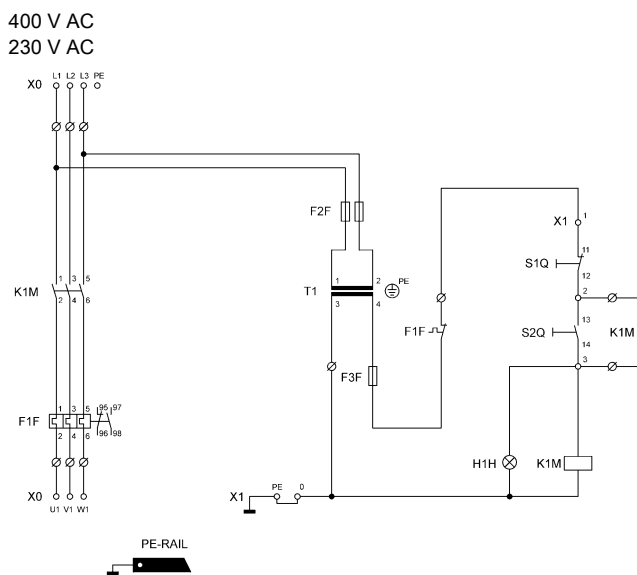 400 V AC
230 V AC
X0 L1 L2 L3 PE
F2F
X1 1
11
S1Q
12
1 3 5
K1M
2 4 6
1 2 PE
T1
3 4
2
F1F
13
S2Q K1M
14
3
F3F
1 3 5 95 97
F1F
2 4 6 96 98
H1H K1M
X0
U1 V1 W1
X1 PE 0
PE-RAIL